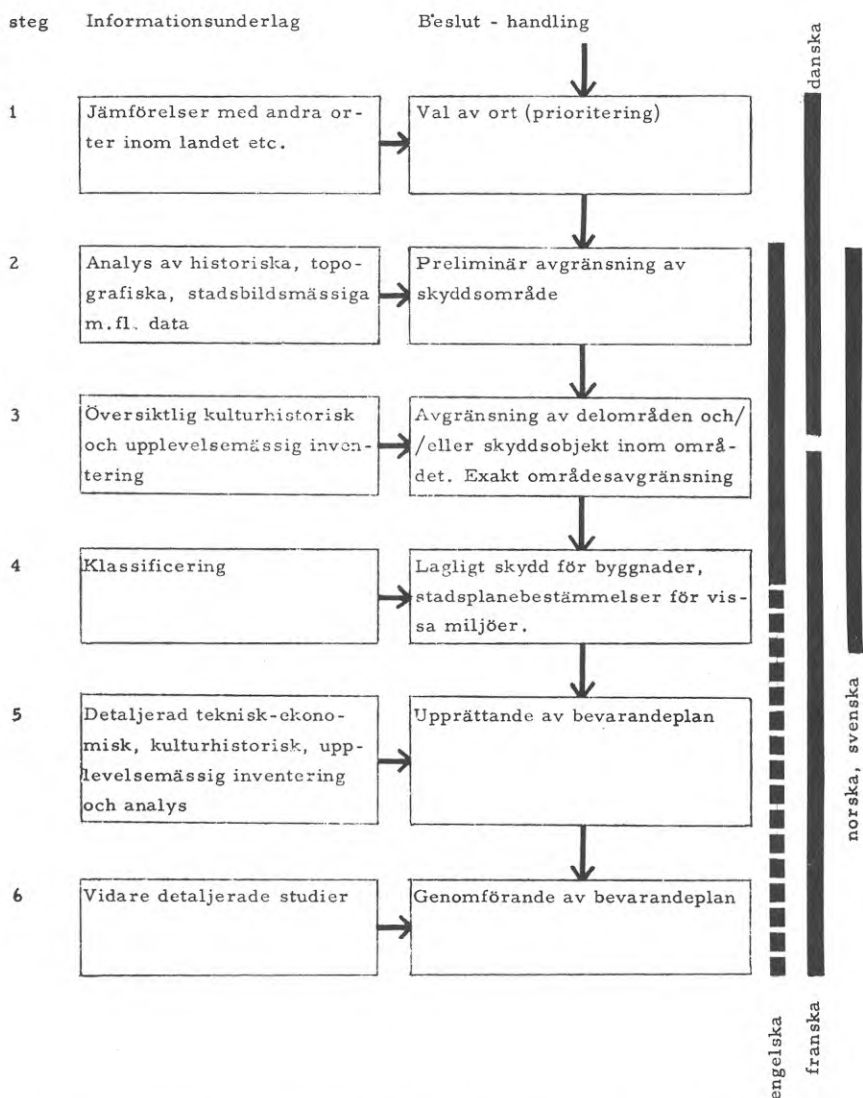 steg Informationsunderlag Beslut - handling
1
Jämförelser med andra or-
ter inom landet etc.
Val av ort (prioritering)
2
Analys av historiska, topo-
grafiska, stadsbildsmässiga
m.fl. data
Preliminär avgränsning av
skyddsområde
3
Översiktlig kulturhistorisk
och upplevelsemässig inven-
tering
Avgränsning av delområden och/
/eller skyddsobjekt inom områ-
det. Exakt områdesavgränsning
4
Klassificering
Lagligt skydd för byggnader,
stadsplanebestämmelser för vis-
sa miljöer.
5
Detaljerad teknisk-ekono-
misk, kulturhistorisk, upp-
levelsemässig inventering
och analys
Upprättande av bevarandeplan
6
Vidare detaljerade studier
Genomförande av bevarandeplan
danska
norska, svenska
engelska
franska